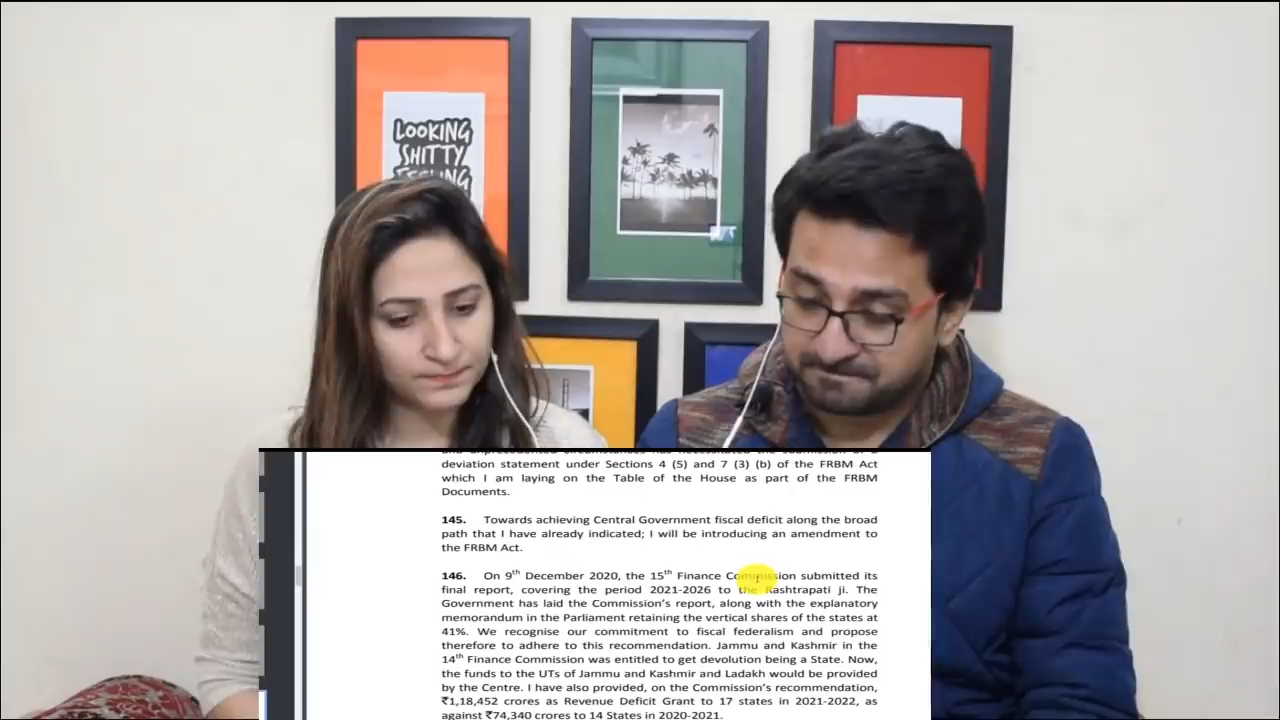 LOOKING
SHITTY
FEELING
deviation statement under Sections 4 (5) and 7 (3) (b) of the FRBM Act
which I am laying on the Table of the House as part of the FRBM
Documents.
145. Towards achieving Central Government fiscal deficit along the broad
path that I have already indicated; I will be introducing an amendment to
the FRBM Act.
146. On 9th December 2020, the 15th Finance Commission submitted its
final report, covering the period 2021-2026 to the Rashtrapati ji. The
Government has laid the Commission's report, along with the explanatory
memorandum in the Parliament retaining the vertical shares of the states at
41%. We recognise our commitment to fiscal federalism and propose
therefore to adhere to this recommendation. Jammu and Kashmir in the
14th Finance Commission was entitled to get devolution being a State. Now,
the funds to the UTs of Jammu and Kashmir and Ladakh would be provided
by the Centre. I have also provided, on the Commission's recommendation,
₹1,18,452 crores as Revenue Deficit Grant to 17 states in 2021-2022, as
against ₹74,340 crores to 14 States in 2020-2021.